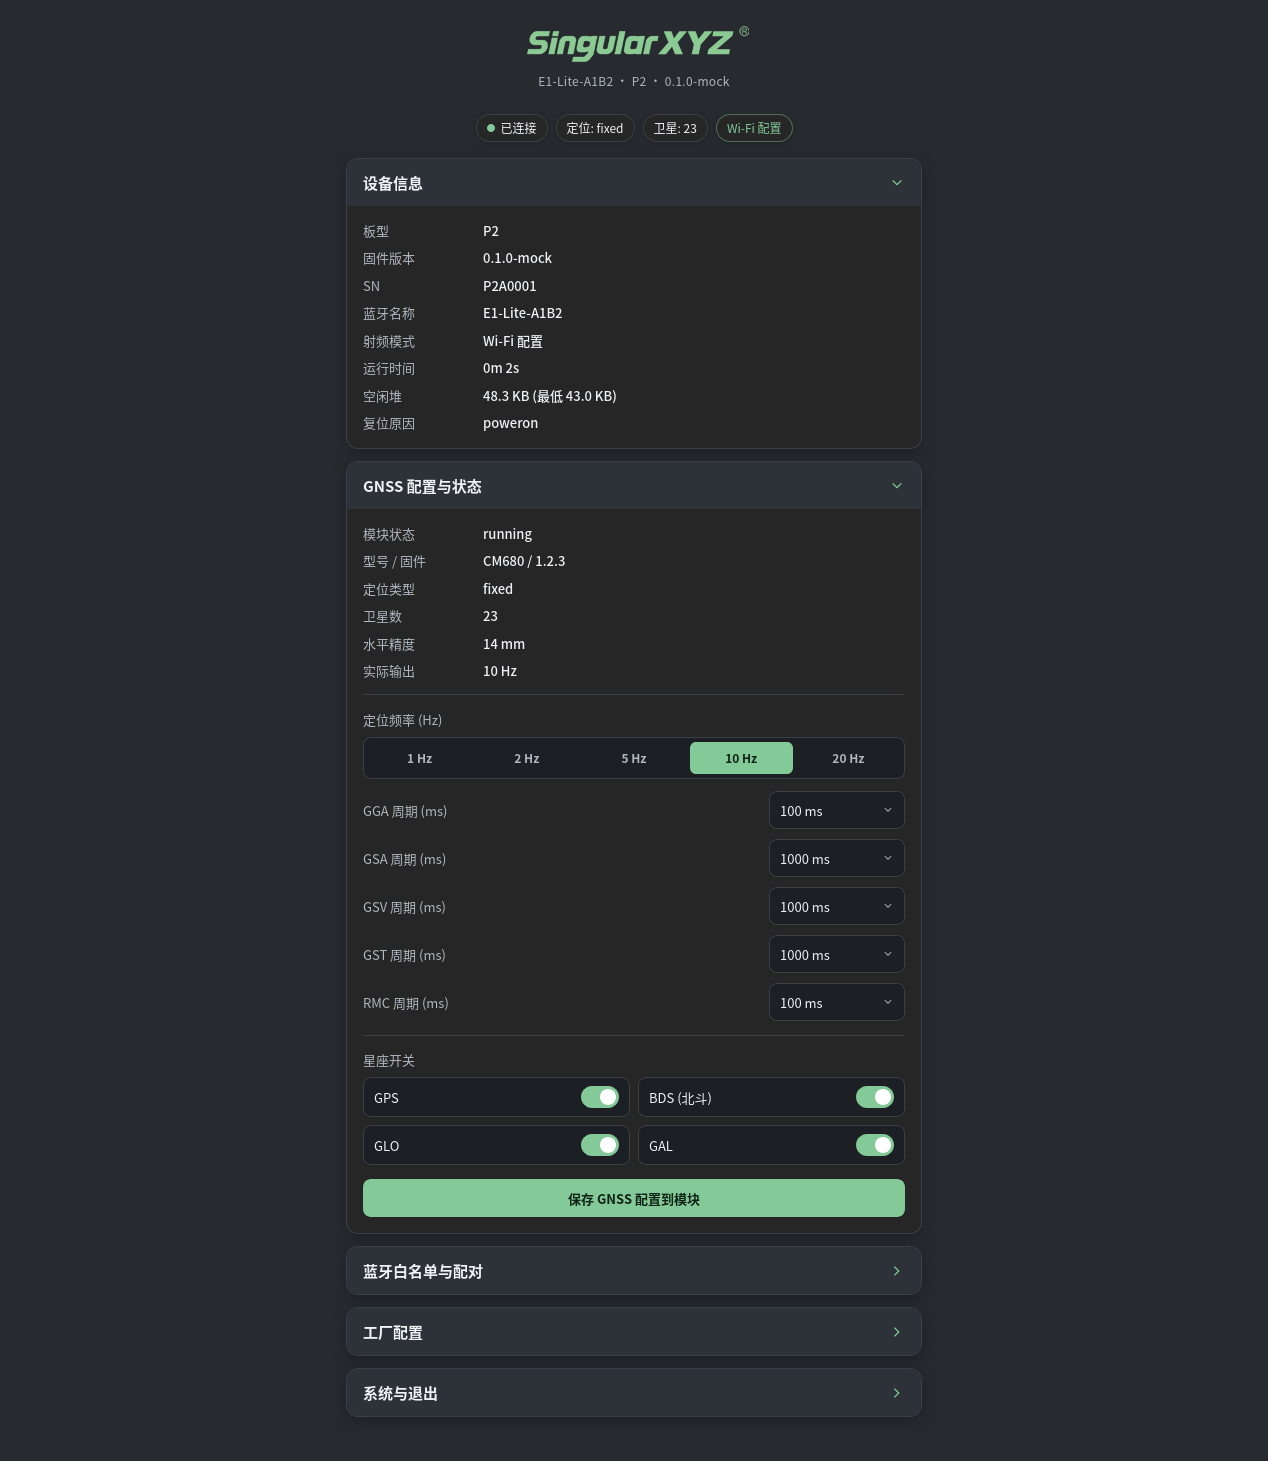 SingularXYZ®
E1-Lite-A1B2 • P2 • 0.1.0-mock
已连接 定位: fixed 卫星: 23 Wi-Fi 配置
设备信息
板型 P2
固件版本 0.1.0-mock
SN P2A0001
蓝牙名称 E1-Lite-A1B2
射频模式 Wi-Fi 配置
运行时间 0m 2s
空闲堆 48.3 KB (最低 43.0 KB)
复位原因 poweron
GNSS 配置与状态
模块状态 running
型号 / 固件 CM680 / 1.2.3
定位类型 fixed
卫星数 23
水平精度 14 mm
实际输出 10 Hz
定位频率 (Hz)
1 Hz 2 Hz 5 Hz 10 Hz 20 Hz
GGA 周期 (ms) 100 ms
GSA 周期 (ms) 1000 ms
GSV 周期 (ms) 1000 ms
GST 周期 (ms) 1000 ms
RMC 周期 (ms) 100 ms
星座开关
GPS BDS (北斗)
GLO GAL
保存 GNSS 配置到模块
蓝牙白名单与配对
工厂配置
系统与退出